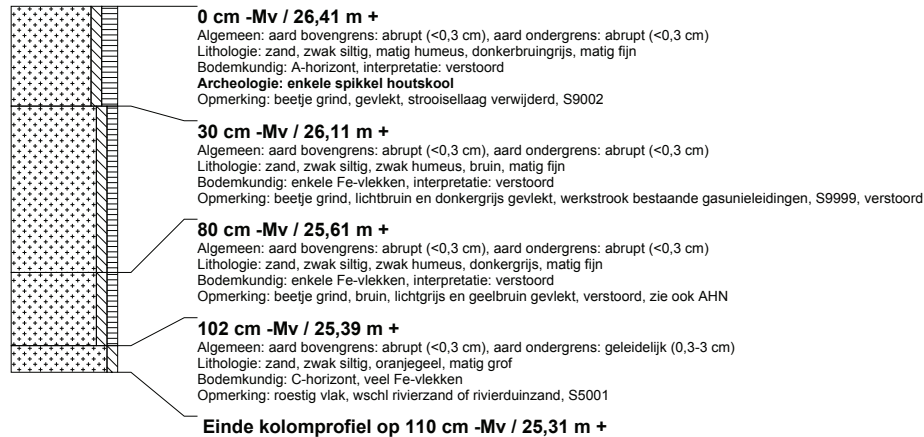 0 cm -Mv / 26,41 m +
Algemeen: aard bovengrens: abrupt (<0,3 cm), aard ondergrens: abrupt (<0,3 cm)
Lithologie: zand, zwak siltig, matig humeus, donkerbruingrijs, matig fijn
Bodemkundig: A-horizont, interpretatie: verstoord
Archeologie: enkele spikkel houtskool
Opmerking: beetje grind, gevlekt, strooisellaag verwijderd, S9002
30 cm -Mv / 26,11 m +
Algemeen: aard bovengrens: abrupt (<0,3 cm), aard ondergrens: abrupt (<0,3 cm)
Lithologie: zand, zwak siltig, zwak humeus, bruin, matig fijn
Bodemkundig: enkele Fe-vlekken, interpretatie: verstoord
Opmerking: beetje grind, lichtbruin en donkergrijs gevlekt, werkstrook bestaande gasunieleidingen, S9999, verstoord
80 cm -Mv / 25,61 m +
Algemeen: aard bovengrens: abrupt (<0,3 cm), aard ondergrens: abrupt (<0,3 cm)
Lithologie: zand, zwak siltig, zwak humeus, donkergrijs, matig fijn
Bodemkundig: enkele Fe-vlekken, interpretatie: verstoord
Opmerking: beetje grind, bruin, lichtgrijs en geelbruin gevlekt, verstoord, zie ook AHN
102 cm -Mv / 25,39 m +
Algemeen: aard bovengrens: abrupt (<0,3 cm), aard ondergrens: geleidelijk (0,3-3 cm)
Lithologie: zand, zwak siltig, oranjegeel, matig grof
Bodemkundig: C-horizont, veel Fe-vlekken
Opmerking: roestig vlak, wschl rivierzand of rivierduinzand, S5001
Einde kolomprofiel op 110 cm -Mv / 25,31 m +